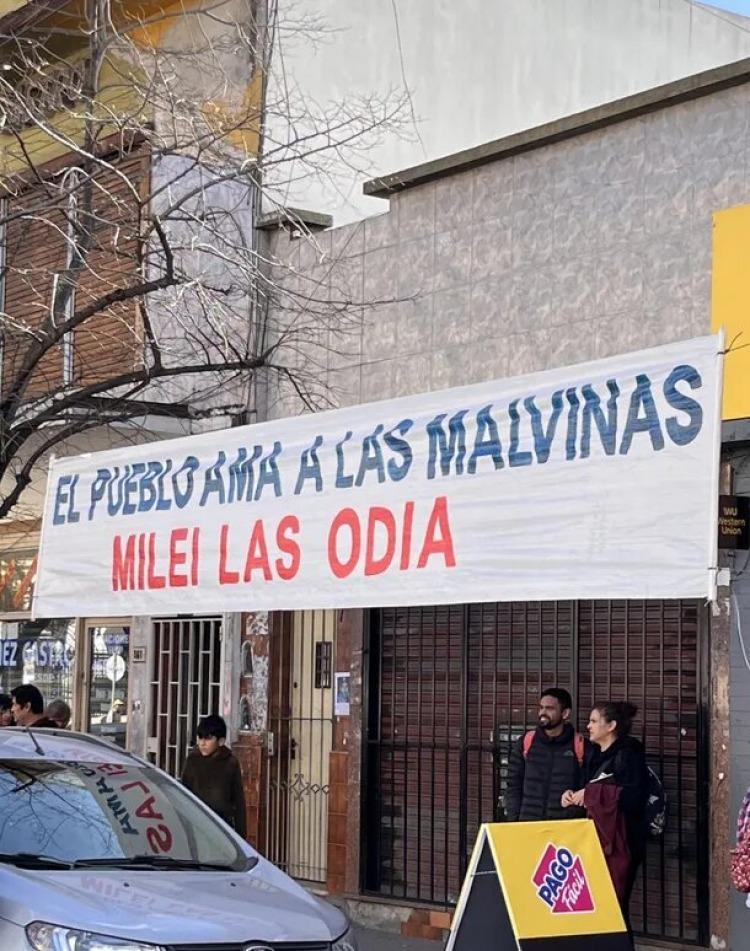 EL PUEBLO AMA A LAS MALVINAS
MILEI LAS ODIA
WU
Western
Union
PAGO
Fácil